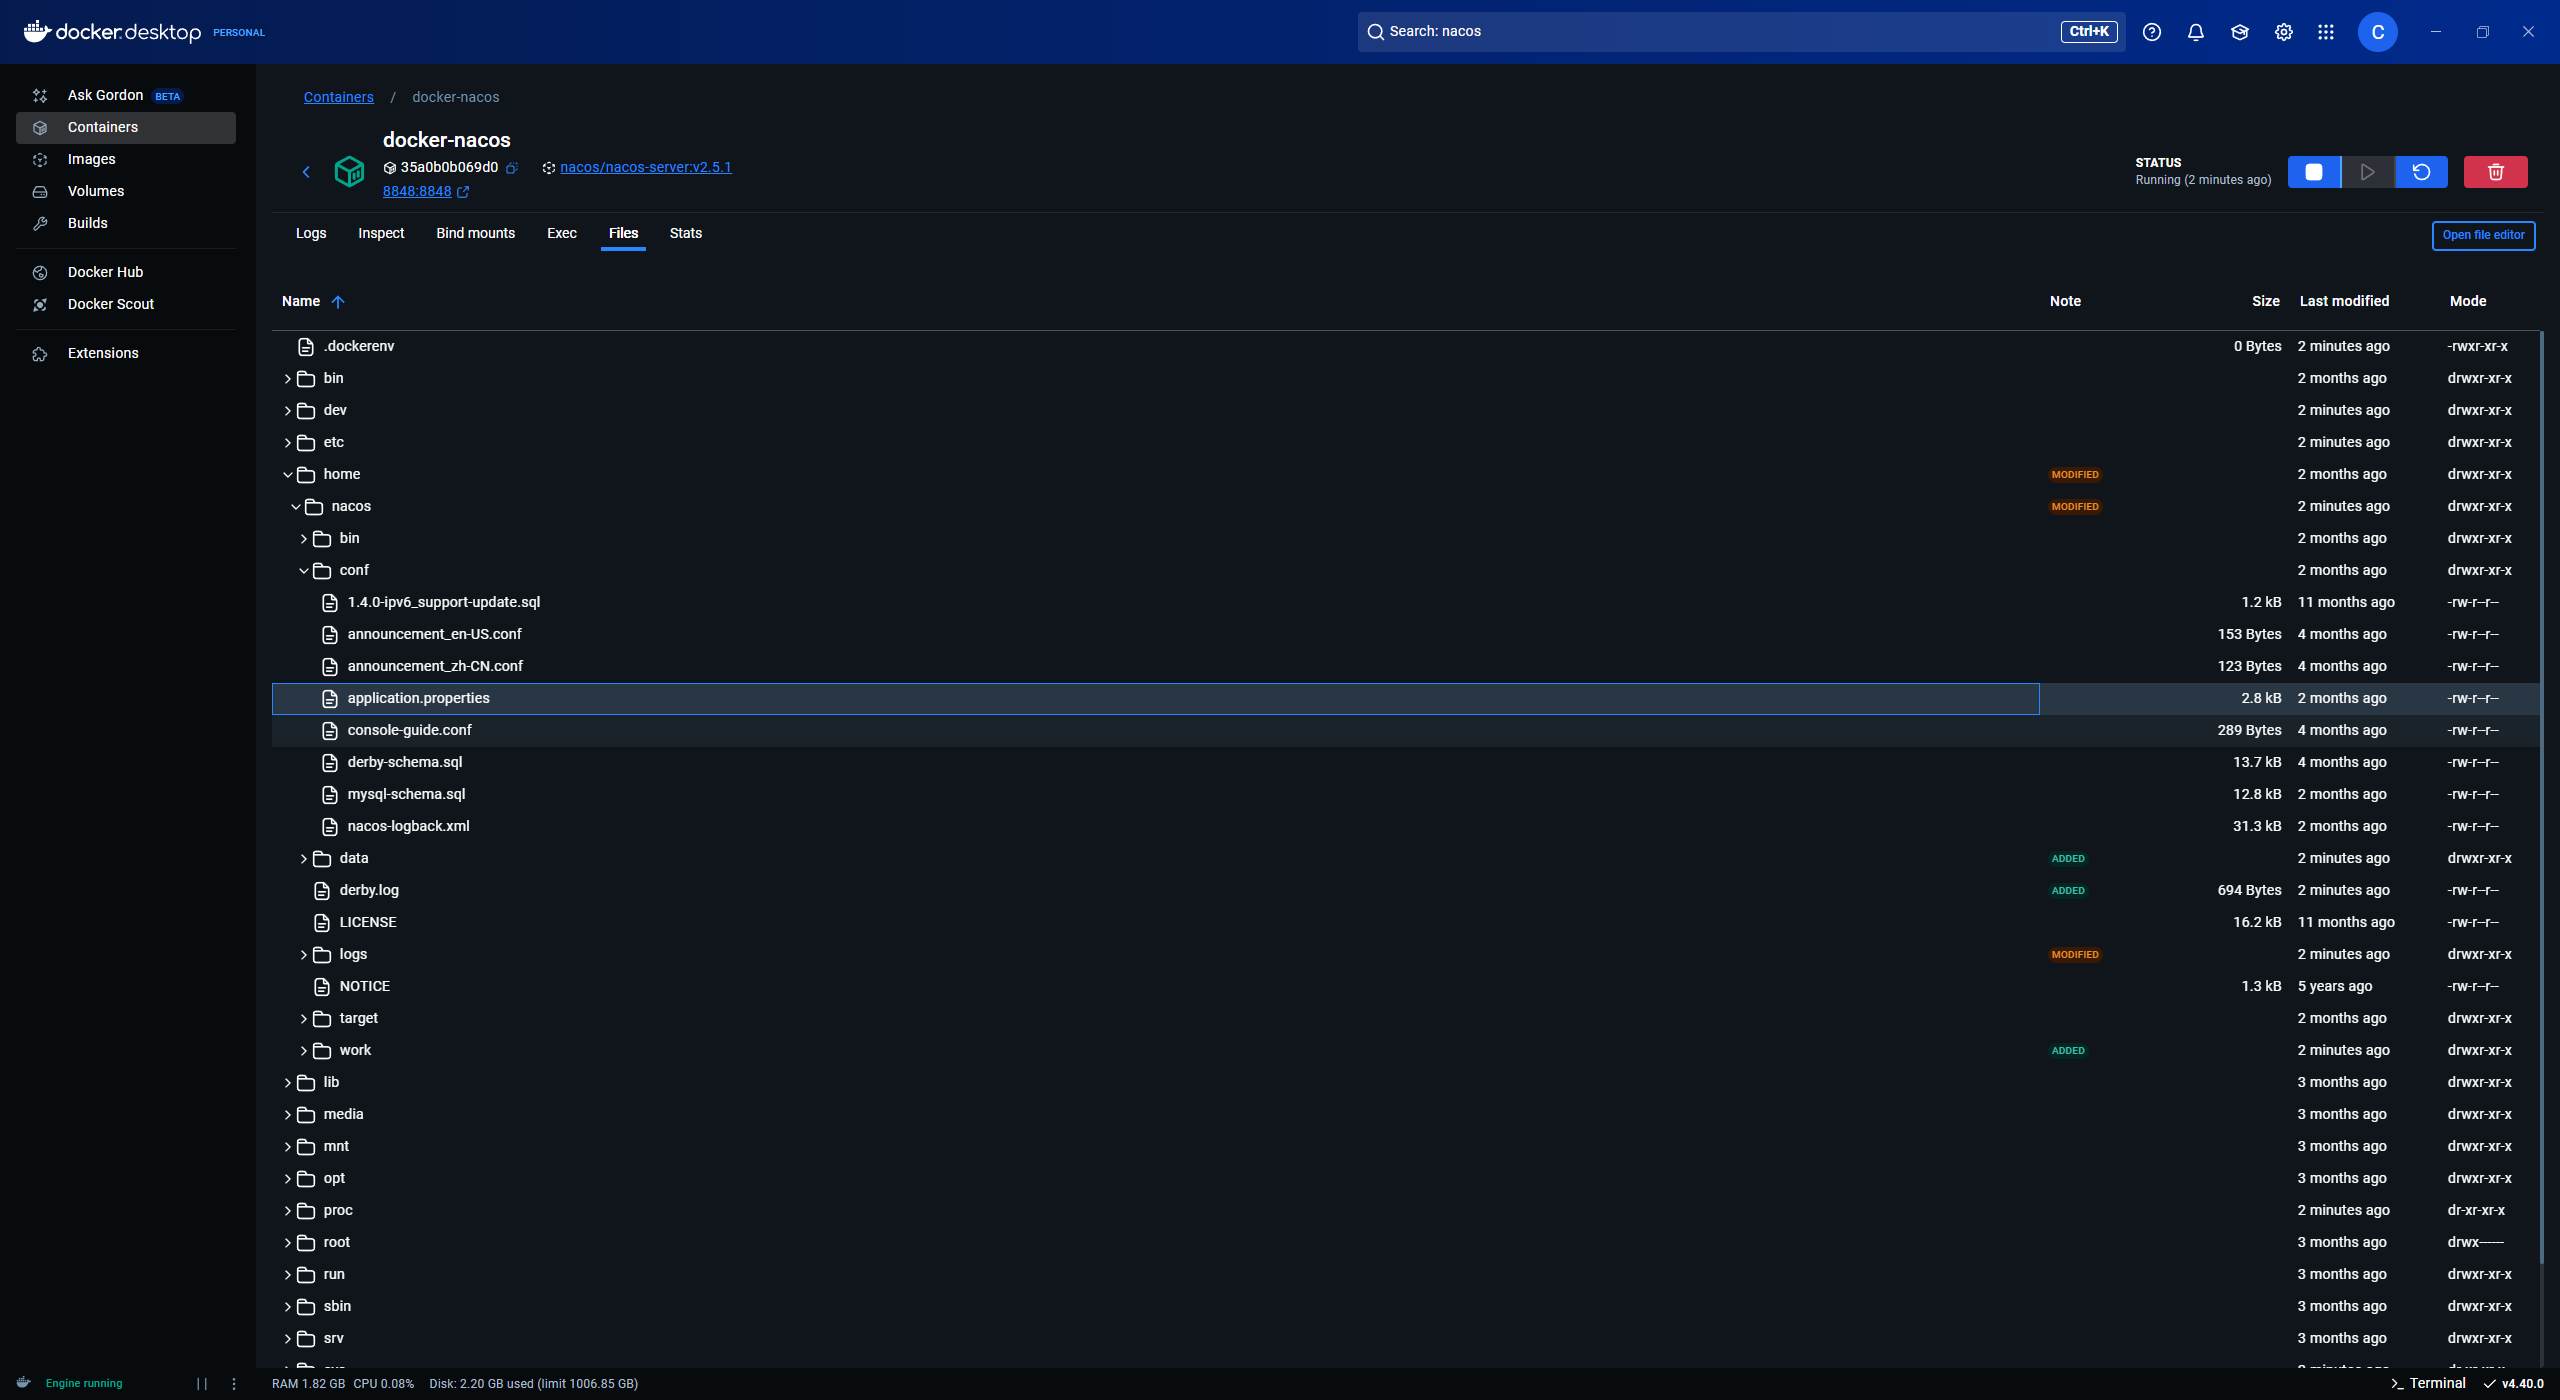 docker.desktop PERSONAL
Search: nacos Ctrl+K
C
Ask Gordon BETA
Containers
Images
Volumes
Builds
Docker Hub
Docker Scout
Extensions
Containers / docker-nacos
docker-nacos
35a0b0b069d0 nacos/nacos-server:v2.5.1
8848:8848
STATUS
Running (2 minutes ago)
Logs Inspect Bind mounts Exec Files Stats
Open file editor
Name Note Size Last modified Mode
.dockerenv 0 Bytes 2 minutes ago -rwxr-xr-x
bin 2 months ago drwxr-xr-x
dev 2 minutes ago drwxr-xr-x
etc 2 minutes ago drwxr-xr-x
home MODIFIED 2 months ago drwxr-xr-x
nacos MODIFIED 2 minutes ago drwxr-xr-x
bin 2 months ago drwxr-xr-x
conf 2 months ago drwxr-xr-x
1.4.0-ipv6_support-update.sql 1.2 kB 11 months ago -rw-r--r--
announcement_en-US.conf 153 Bytes 4 months ago -rw-r--r--
announcement_zh-CN.conf 123 Bytes 4 months ago -rw-r--r--
application.properties 2.8 kB 2 months ago -rw-r--r--
console-guide.conf 289 Bytes 4 months ago -rw-r--r--
derby-schema.sql 13.7 kB 4 months ago -rw-r--r--
mysql-schema.sql 12.8 kB 2 months ago -rw-r--r--
nacos-logback.xml 31.3 kB 2 months ago -rw-r--r--
data ADDED 2 minutes ago drwxr-xr-x
derby.log ADDED 694 Bytes 2 minutes ago -rw-r--r--
LICENSE 16.2 kB 11 months ago -rw-r--r--
logs MODIFIED 2 minutes ago drwxr-xr-x
NOTICE 1.3 kB 5 years ago -rw-r--r--
target 2 months ago drwxr-xr-x
work ADDED 2 minutes ago drwxr-xr-x
lib 3 months ago drwxr-xr-x
media 3 months ago drwxr-xr-x
mnt 3 months ago drwxr-xr-x
opt 3 months ago drwxr-xr-x
proc 2 minutes ago dr-xr-xr-x
root 3 months ago drwx------
run 3 months ago drwxr-xr-x
sbin 3 months ago drwxr-xr-x
srv 3 months ago drwxr-xr-x
Engine running
RAM 1.82 GB CPU 0.08% Disk: 2.20 GB used (limit 1006.85 GB)
Terminal v4.40.0